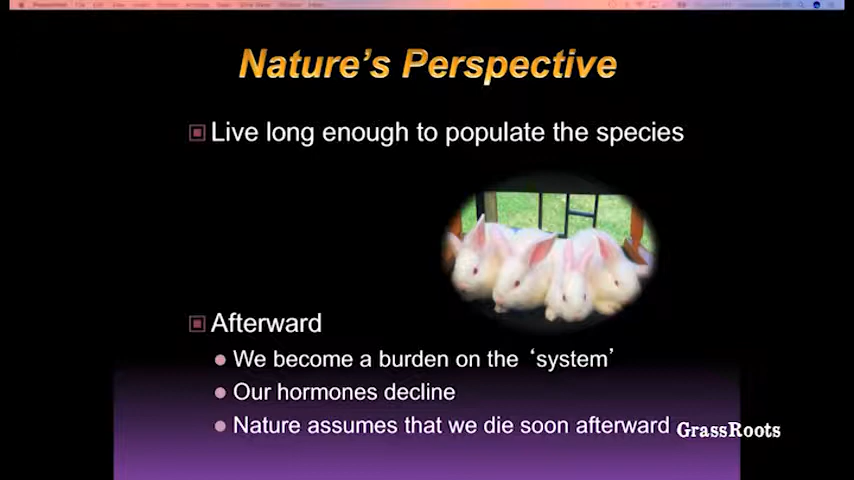 Nature's Perspective
Live long enough to populate the species
Afterward
We become a burden on the ‘system’
Our hormones decline
Nature assumes that we die soon afterward
GrassRoots